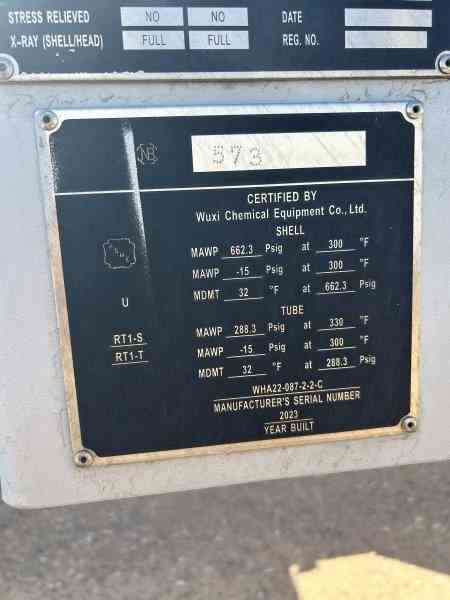 STRESS RELIEVED NO NO DATE
X-RAY (SHELL/HEAD) FULL FULL REG. NO.
NB 573
CERTIFIED BY
Wuxi Chemical Equipment Co., Ltd.
SHELL
MAWP 662.3 Psig at 300 °F
MAWP -15 Psig at 300 °F
MDMT 32 °F at 662.3 Psig
U
TUBE
RT1-S
RT1-T
MAWP 288.3 Psig at 330 °F
MAWP -15 Psig at 300 °F
MDMT 32 °F at 288.3 Psig
WHA22-087-2-2-C
MANUFACTURER'S SERIAL NUMBER
2023
YEAR BUILT